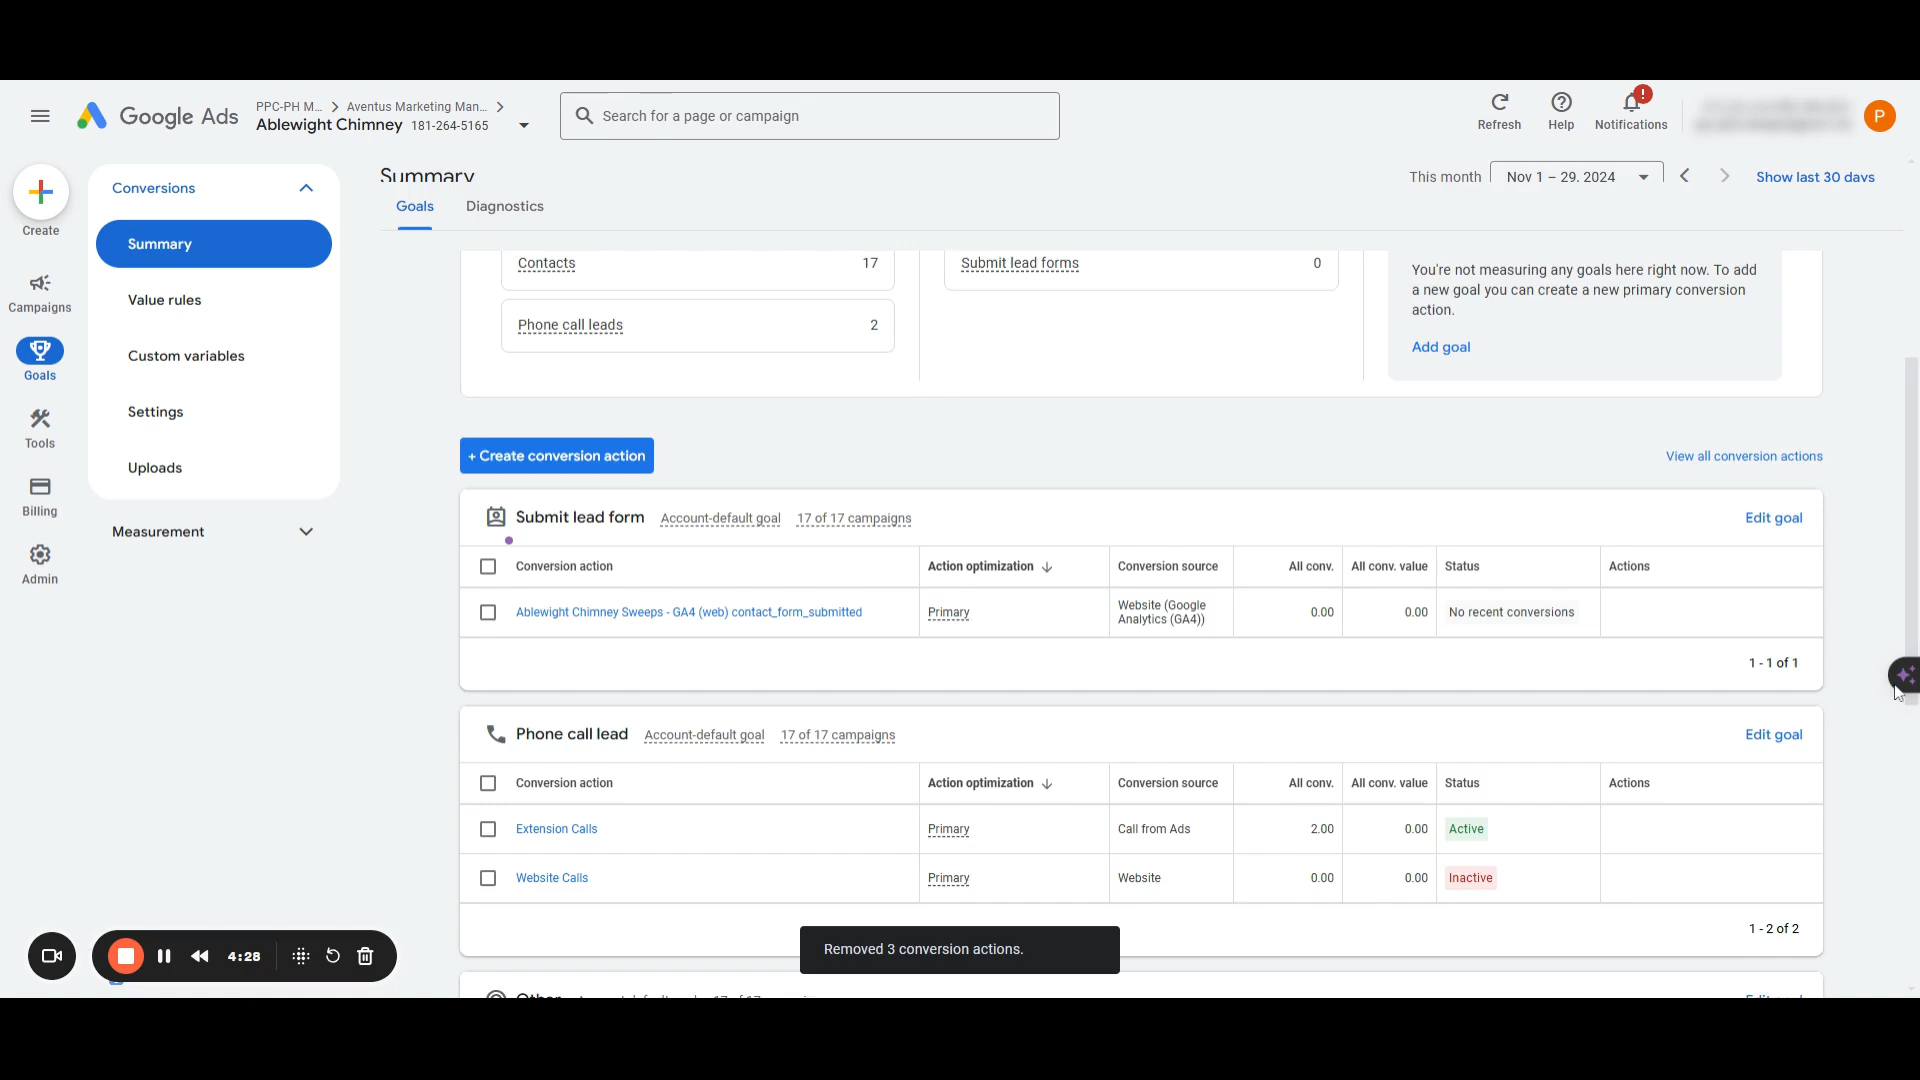 Google Ads
PPC-PH M... > Aventus Marketing Man... >
Ablewight Chimney 181-264-5165
Search for a page or campaign
Refresh
Help
Notifications
P
Create
Campaigns
Goals
Tools
Billing
Admin
Conversions
Summary
Value rules
Custom variables
Settings
Uploads
Measurement
Summary
This month
Nov 1 – 29, 2024
Show last 30 days
Goals
Diagnostics
Contacts 17
Phone call leads 2
Submit lead forms 0
You're not measuring any goals here right now. To add
a new goal you can create a new primary conversion
action.
Add goal
+ Create conversion action
View all conversion actions
Submit lead form Account-default goal 17 of 17 campaigns Edit goal
Conversion action Action optimization Conversion source All conv. All conv. value Status Actions
Ablewight Chimney Sweeps - GA4 (web) contact_form_submitted Primary Website (Google
Analytics (GA4)) 0.00 0.00 No recent conversions
1 - 1 of 1
Phone call lead Account-default goal 17 of 17 campaigns Edit goal
Conversion action Action optimization Conversion source All conv. All conv. value Status Actions
Extension Calls Primary Call from Ads 2.00 0.00 Active
Website Calls Primary Website 0.00 0.00 Inactive
1 - 2 of 2
Removed 3 conversion actions.
4:28
Other
Edit goal